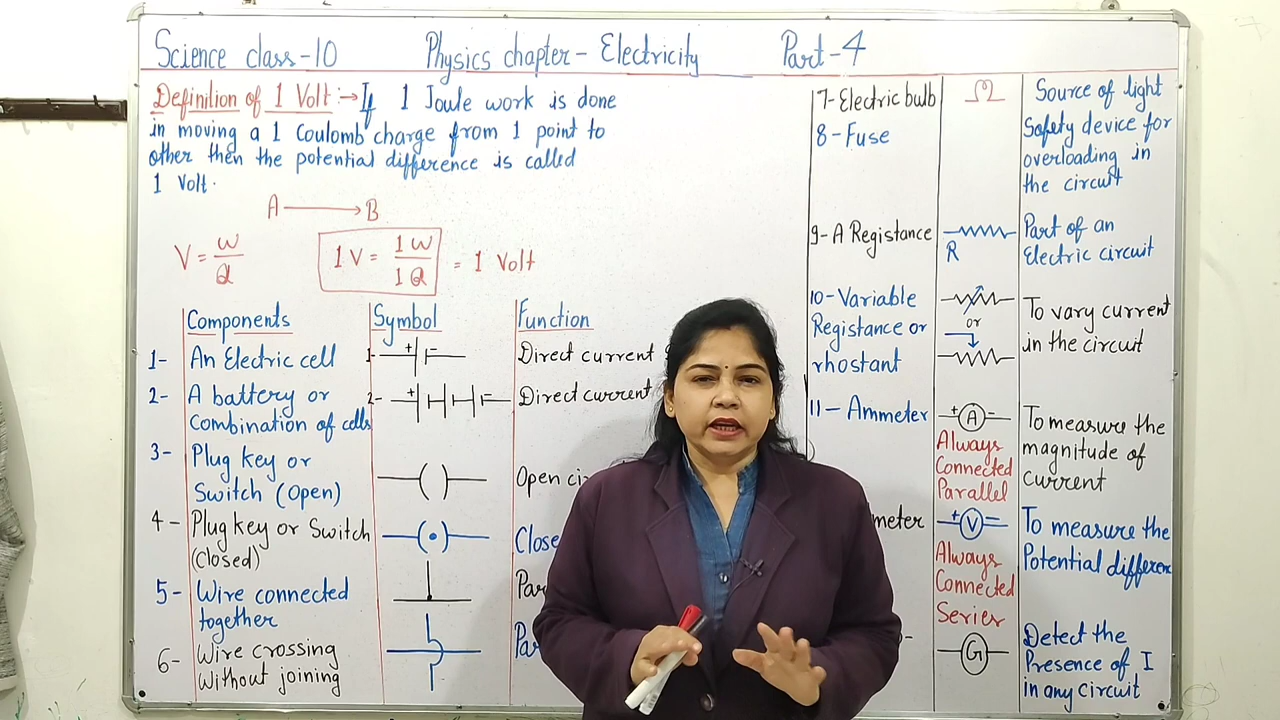 Science class-10 Physics chapter- Electricity Part-4
Definition of 1 Volt:→ If 1 Joule work is done
in moving a 1 Coulomb charge from 1 point to
other then the potential difference is called
1 Volt.
A → B
V = w/Q 1V = 1w/1Q = 1 Volt
Components Symbol Function
1- An Electric cell 1- + - Direct current
2- A battery or 2- + - Direct current
Combination of cells
3- Plug key or
Switch (Open) Open
4- Plug key or Switch Close
(Closed)
5- Wire connected
together
6- Wire crossing
Without joining
7- Electric bulb Source of light
8- Fuse Safety device for
overloading in
the circuit
9- A Registance Part of an
R Electric circuit
10- Variable To vary current
Registance or or in the circuit
rhostant
11- Ammeter + A - To measure the
Always magnitude of
Connected current
Parallel
meter + V - To measure the
Always Potential differen
Connected
Series
G Detect the
Presence of I
in any circuit